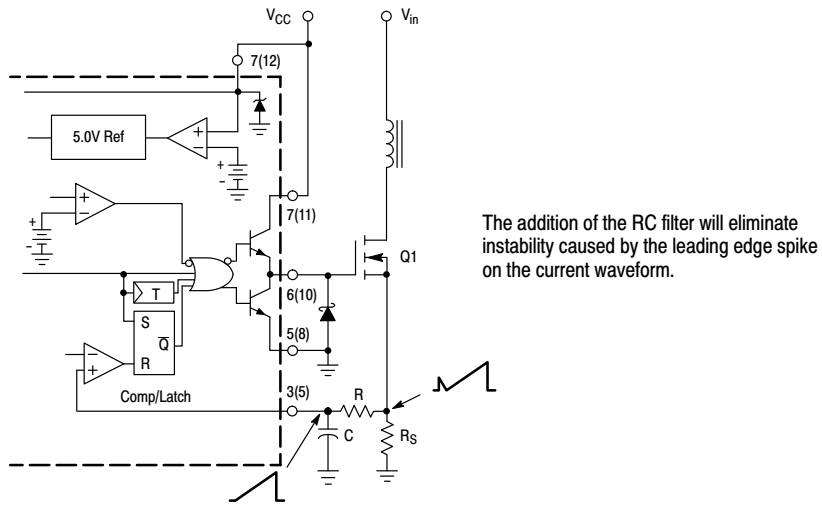 VCC
Vin
7(12)
5.0V Ref
+
-
+
-
+
-
+
-
7(11)
Q1
The addition of the RC filter will eliminate
instability caused by the leading edge spike
on the current waveform.
T
6(10)
S
Q̅
R
5(8)
-
+
Comp/Latch
3(5)
R
C
RS